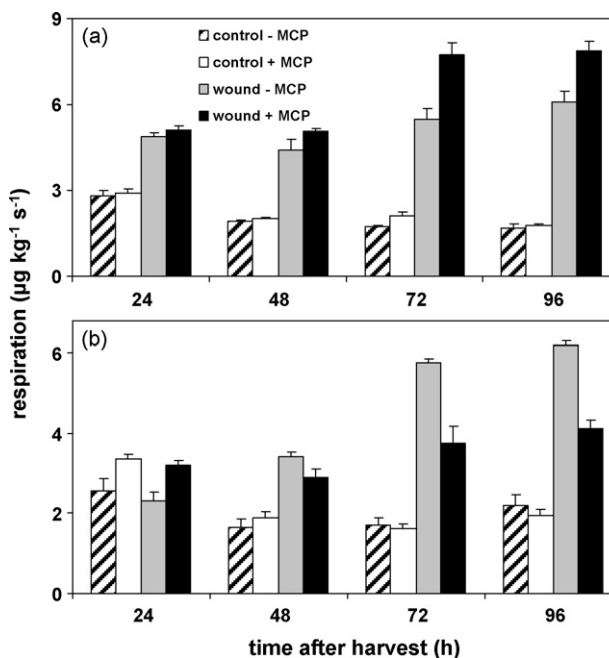 9
(a)
control - MCP
control + MCP
wound - MCP
wound + MCP
6
3
0
24 48 72 96
respiration (µg kg⁻¹ s⁻¹)
(b)
6
4
2
0
24 48 72 96
time after harvest (h)